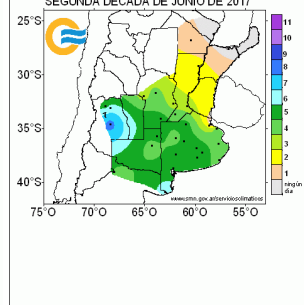 SEGUNDA DECADA DE JUNIO DE 2017
25°S
30°S
35°S
40°S
75°W 70°W 65°W 60°W 55°W
11
10
9
8
7
6
5
4
3
2
1
ningún
día
www.smn.gov.ar/serviciosclimaticos